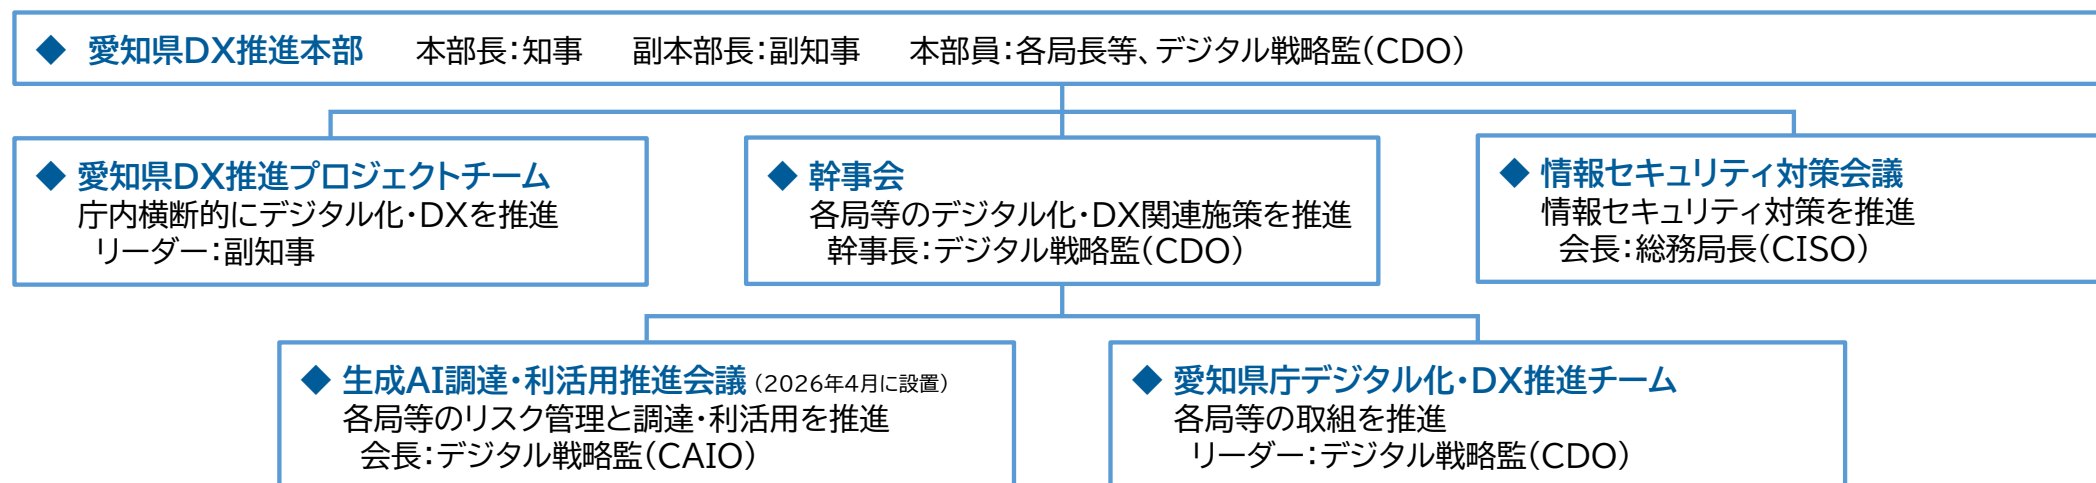 ◆ 愛知県DX推進本部 本部長：知事 副本部長：副知事 本部員：各局長等、デジタル戦略監（CDO）
◆ 愛知県DX推進プロジェクトチーム
庁内横断的にデジタル化・DXを推進
リーダー：副知事
◆ 幹事会
各局等のデジタル化・DX関連施策を推進
幹事長：デジタル戦略監（CDO）
◆ 情報セキュリティ対策会議
情報セキュリティ対策を推進
会長：総務局長（CISO）
◆ 生成AI調達・利活用推進会議（2026年4月に設置）
各局等のリスク管理と調達・利活用を推進
会長：デジタル戦略監（CAIO）
◆ 愛知県庁デジタル化・DX推進チーム
各局等の取組を推進
リーダー：デジタル戦略監（CDO）